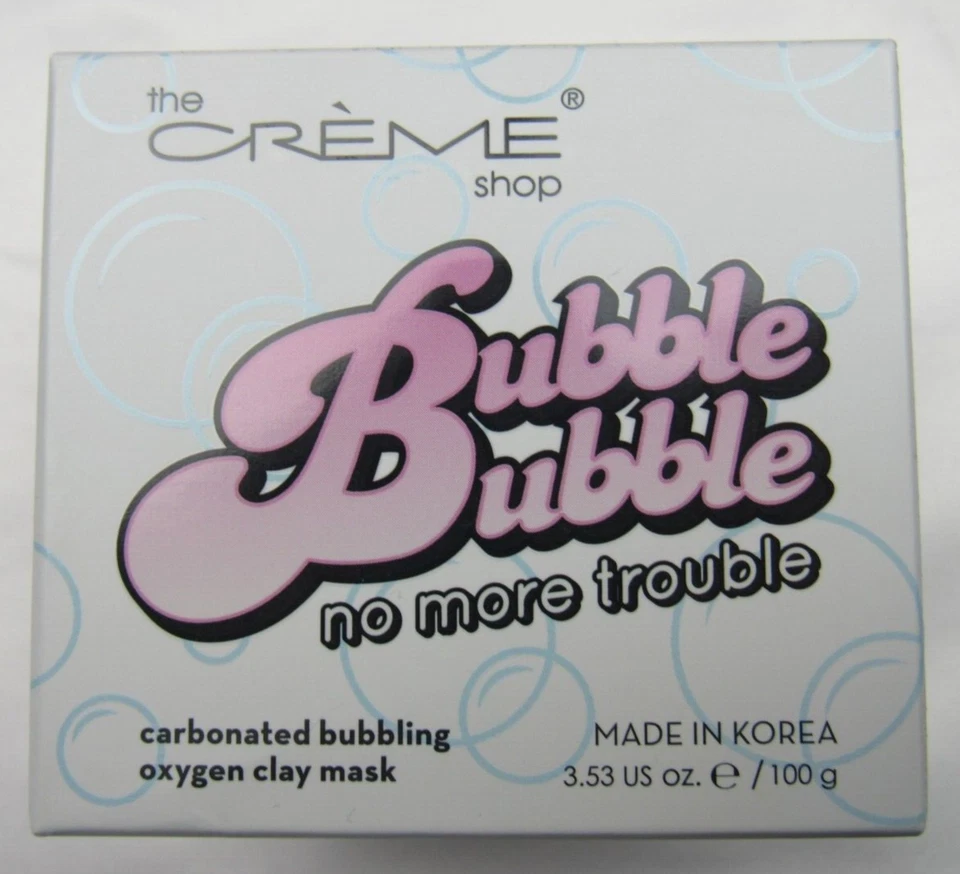 the
CRÈME®
shop
Bubble
Bubble
no more trouble
carbonated bubbling
oxygen clay mask
MADE IN KOREA
3.53 US oz. ℮ / 100 g